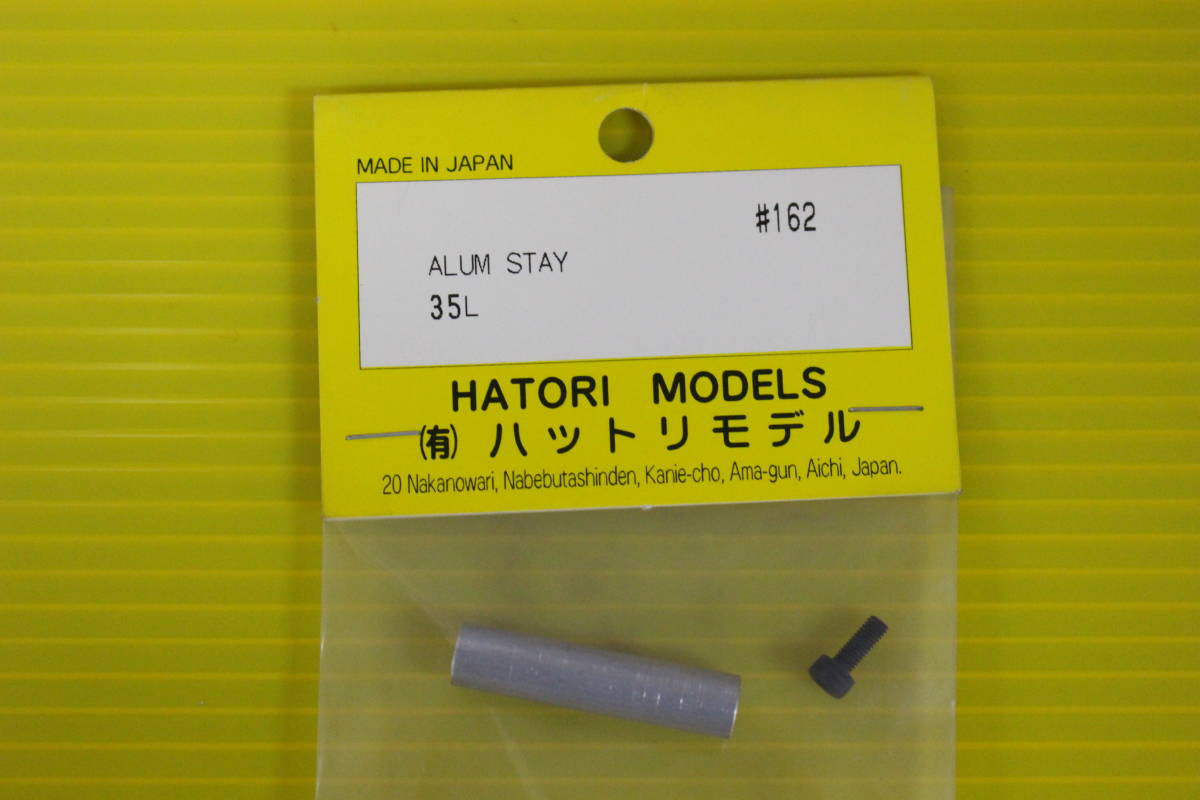 MADE IN JAPAN
#162
ALUM STAY
35L
HATORI MODELS
(有) ハットリモデル
20 Nakanowari, Nabebutashinden, Kanie-cho, Ama-gun, Aichi, Japan.